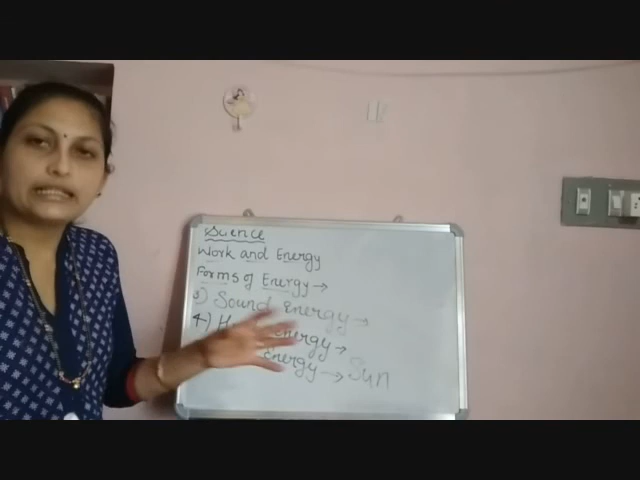 Science
Work and Energy
Forms of Energy →
3) Sound Energy →
4) Energy →
Energy → Sun